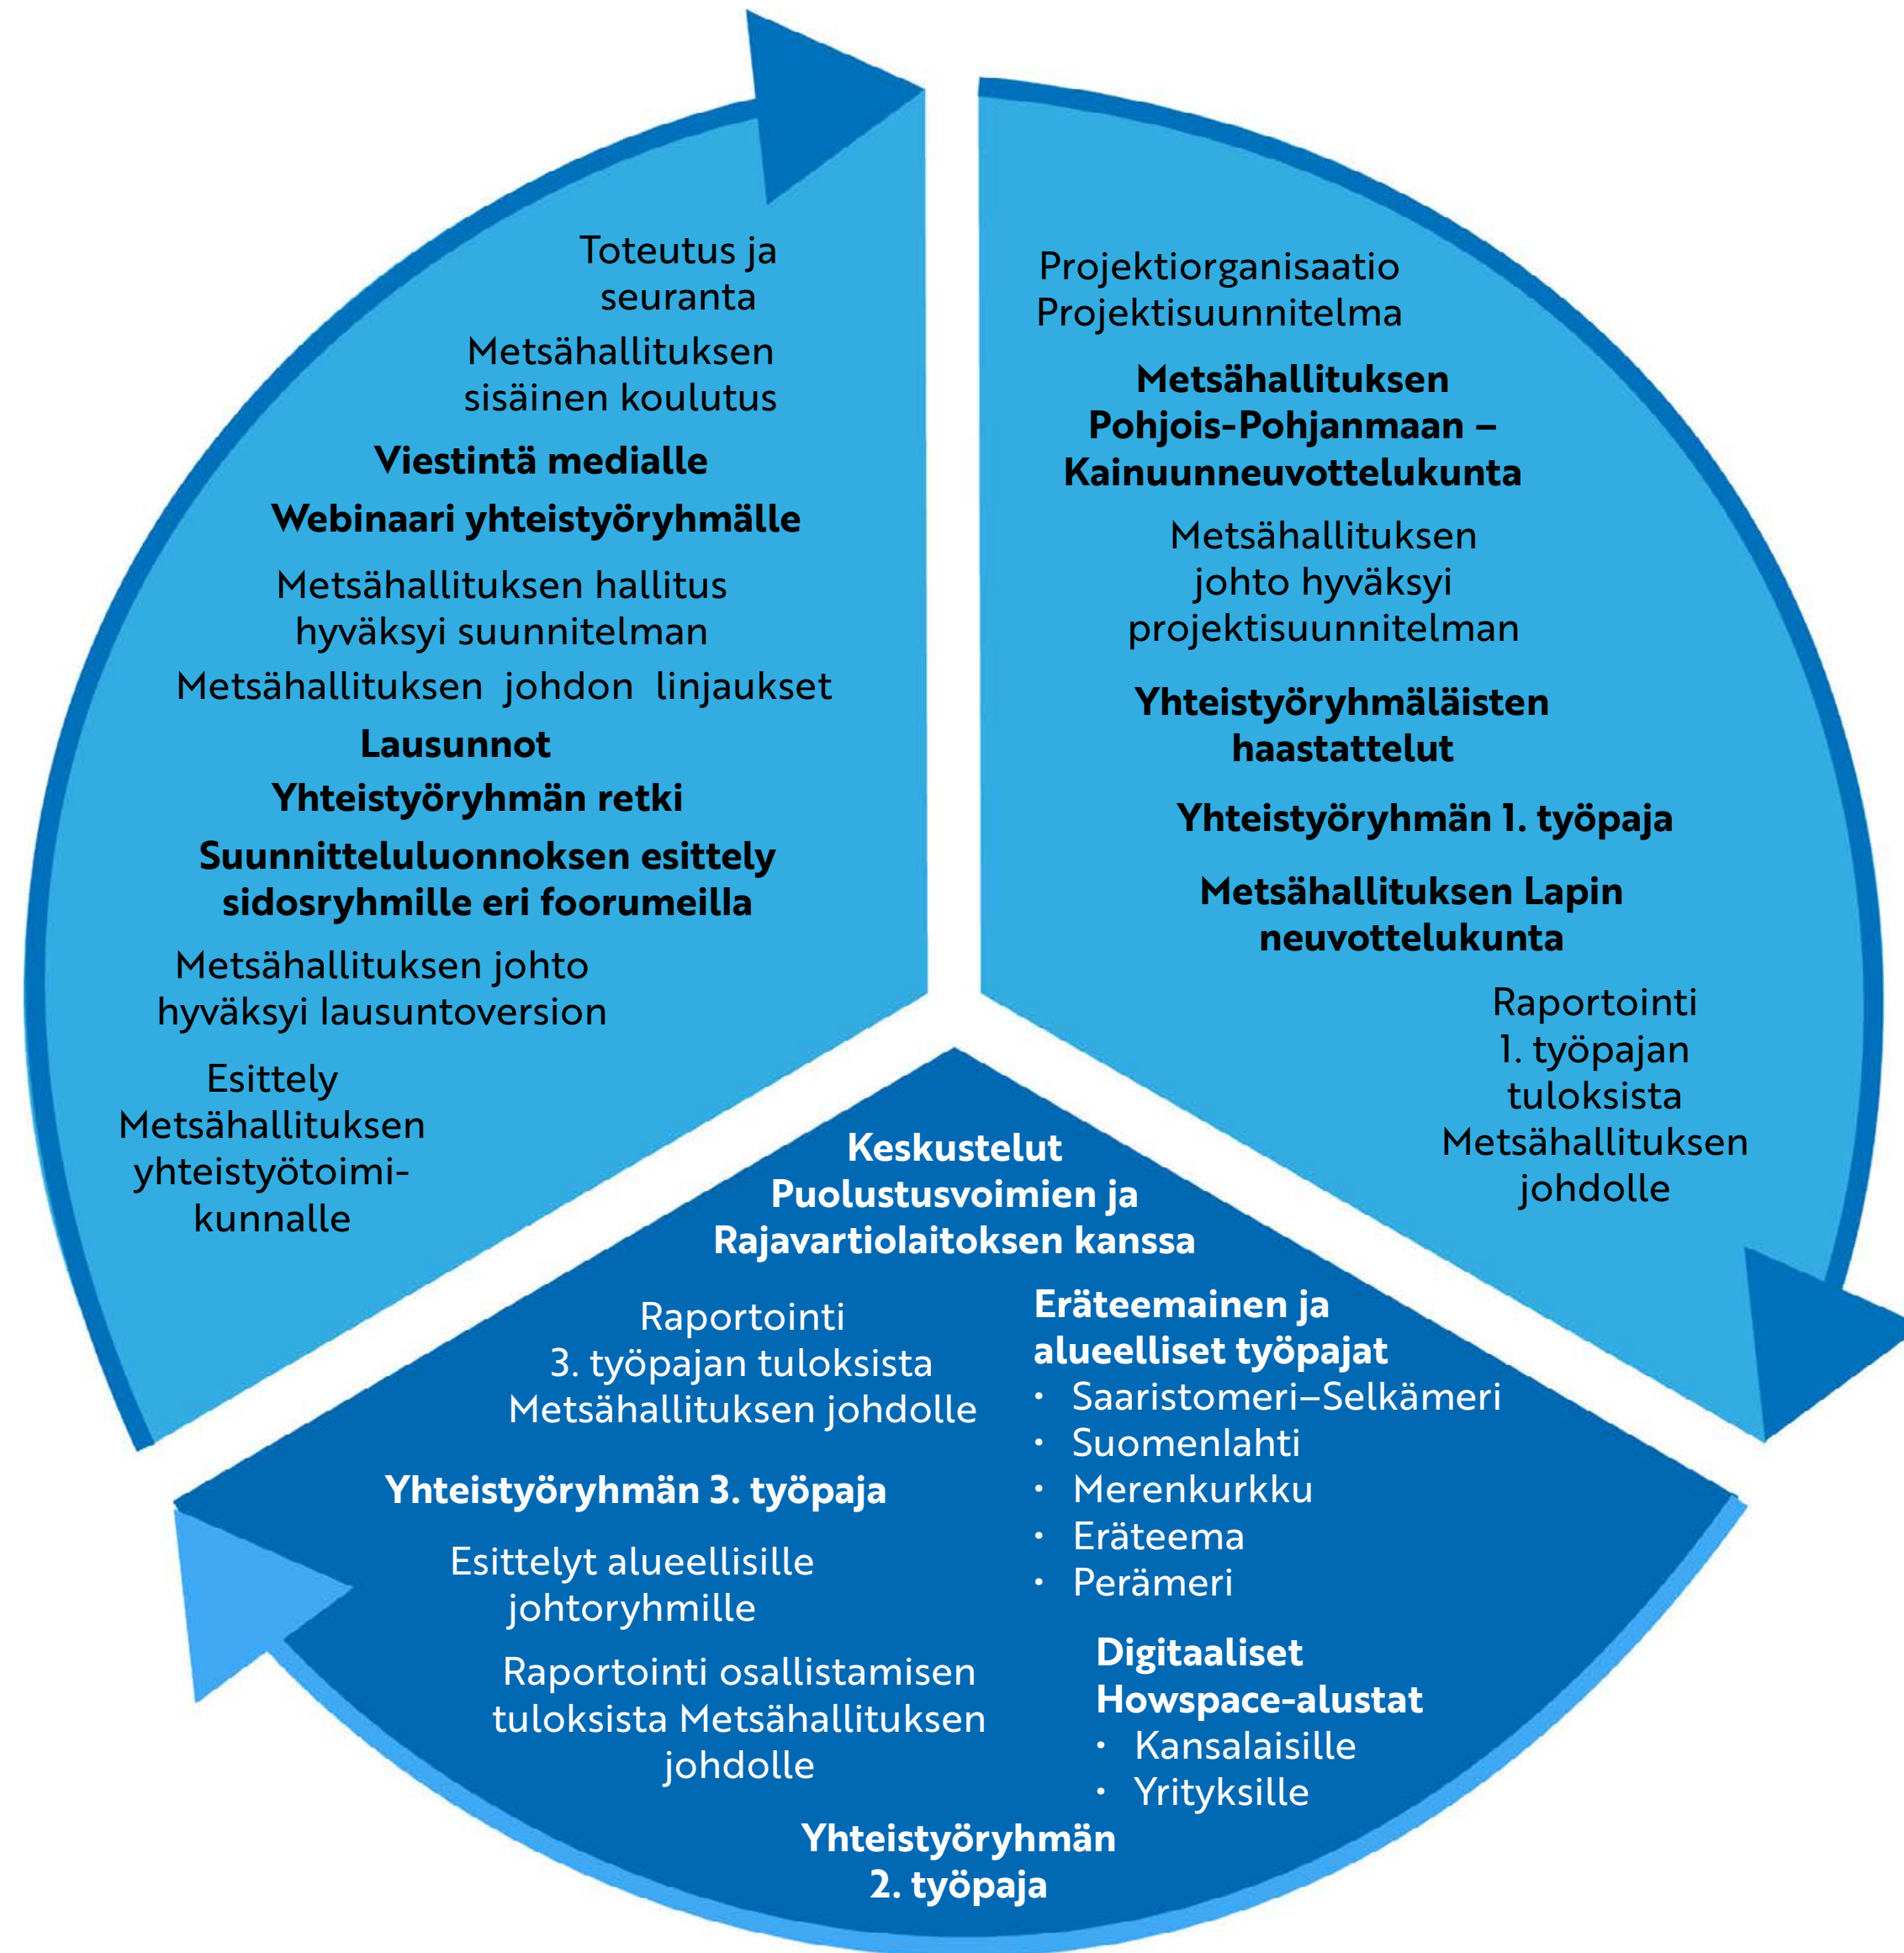 Toteutus ja
seuranta
Metsähallituksen
sisäinen koulutus
Viestintä medialle
Webinaari yhteistyöryhmälle
Metsähallituksen hallitus
hyväksyi suunnitelman
Metsähallituksen johdon linjaukset
Lausunnot
Yhteistyöryhmän retki
Suunnitteluluonnoksen esittely
sidosryhmille eri foorumeilla
Metsähallituksen johto
hyväksyi lausuntoversion
Esittely
Metsähallituksen
yhteistyötoimi-
kunnalle
Projektiorganisaatio
Projektisuunnitelma
Metsähallituksen
Pohjois-Pohjanmaan –
Kainuunneuvottelukunta
Metsähallituksen
johto hyväksyi
projektisuunnitelman
Yhteistyöryhmäläisten
haastattelut
Yhteistyöryhmän 1. työpaja
Metsähallituksen Lapin
neuvottelukunta
Raportointi
1. työpajan
tuloksista
Metsähallituksen
johdolle
Keskustelut
Puolustusvoimien ja
Rajavartiolaitoksen kanssa
Raportointi
3. työpajan tuloksista
Metsähallituksen johdolle
Yhteistyöryhmän 3. työpaja
Esittelyt alueellisille
johtoryhmille
Raportointi osallistamisen
tuloksista Metsähallituksen
johdolle
Eräteemainen ja
alueelliset työpajat
• Saaristomeri–Selkämeri
• Suomenlahti
• Merenkurkku
• Eräteema
• Perämeri
Digitaaliset
Howspace-alustat
• Kansalaisille
• Yrityksille
Yhteistyöryhmän
2. työpaja